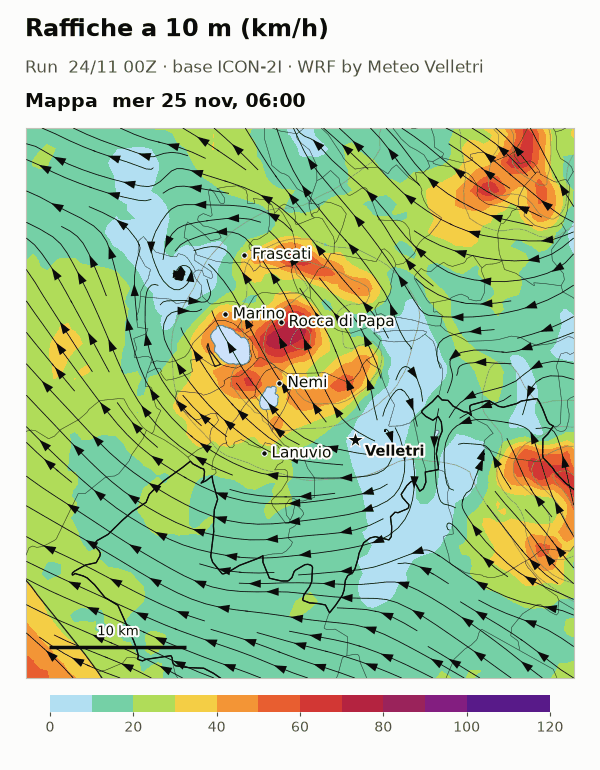 Raffiche a 10 m (km/h)
Run  24/11 00Z · base ICON-2I · WRF by Meteo Velletri
Mappa  mer 25 nov, 06:00
Frascati
Marino
Rocca di Papa
Nemi
Velletri
Lanuvio
10 km
0 20 40 60 80 100 120